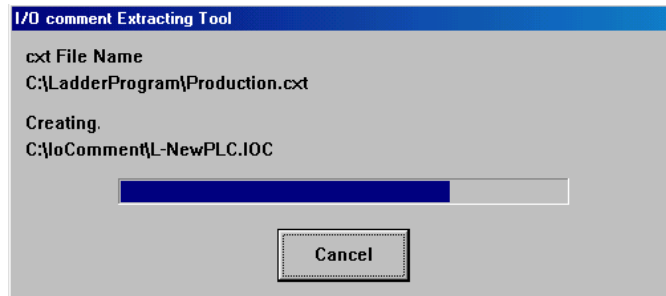 I/O comment Extracting Tool
cxt File Name
C:\LadderProgram\Production.cxt
Creating.
C:\IoComment\L-NewPLC.IOC
Cancel